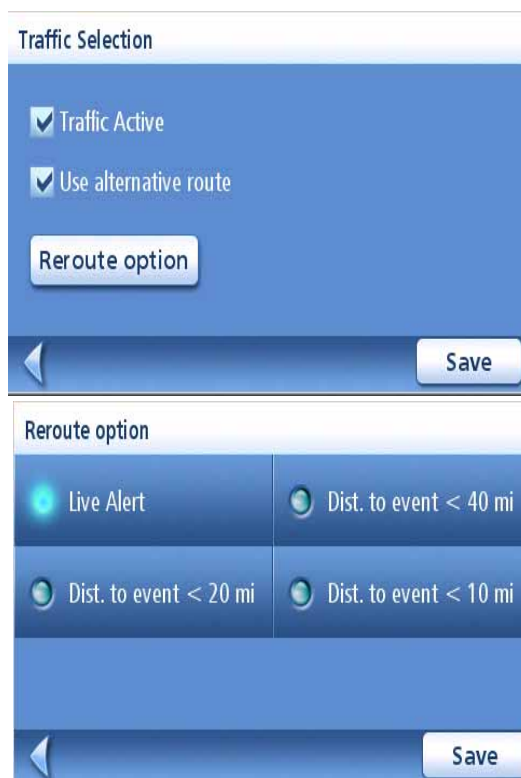 Traffic Selection
Traffic Active
Use alternative route
Reroute option
Save
Reroute option
Live Alert
Dist. to event < 40 mi
Dist. to event < 20 mi
Dist. to event < 10 mi
Save